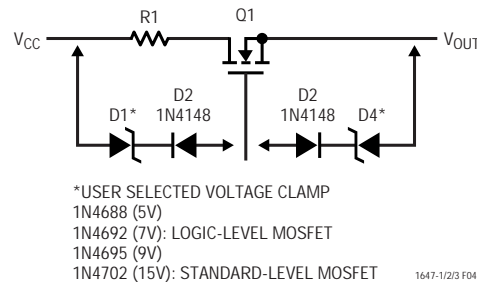 R1
Q1
VCC
VOUT
D1*
D2
1N4148
D2
1N4148
D4*
*USER SELECTED VOLTAGE CLAMP
1N4688 (5V)
1N4692 (7V): LOGIC-LEVEL MOSFET
1N4695 (9V)
1N4702 (15V): STANDARD-LEVEL MOSFET
1647-1/2/3 F04